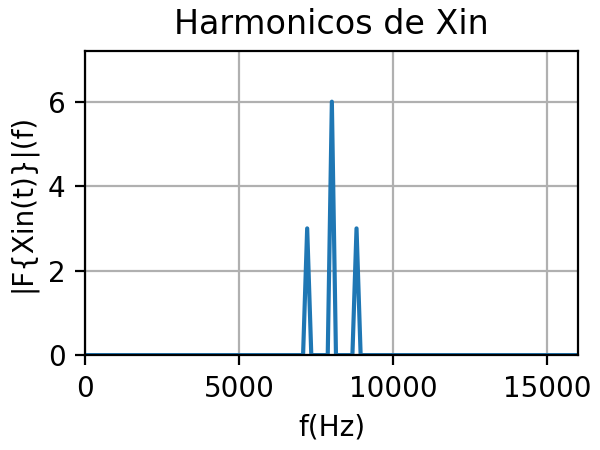 Harmonicos de Xin
|F{Xin(t)}|(f)
6
4
2
0
0 5000 10000 15000
f(Hz)